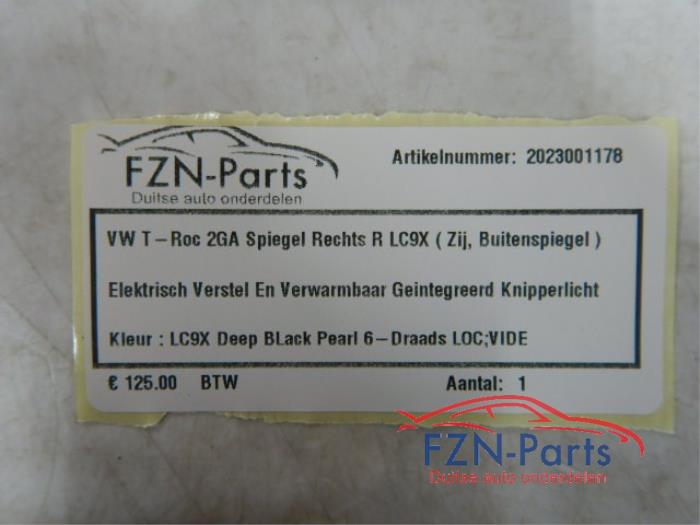 FZN-Parts
Duitse auto onderdelen
Artikelnummer: 2023001178
VW T-Roc 2GA Spiegel Rechts R LC9X ( Zij, Buitenspiegel )
Elektrisch Verstel En Verwarmbaar Geintegreerd Knipperlicht
Kleur : LC9X Deep BLack Pearl 6-Draads LOC;VIDE
€ 125.00 BTW
Aantal: 1
FZN-Parts
Duitse auto onderdelen